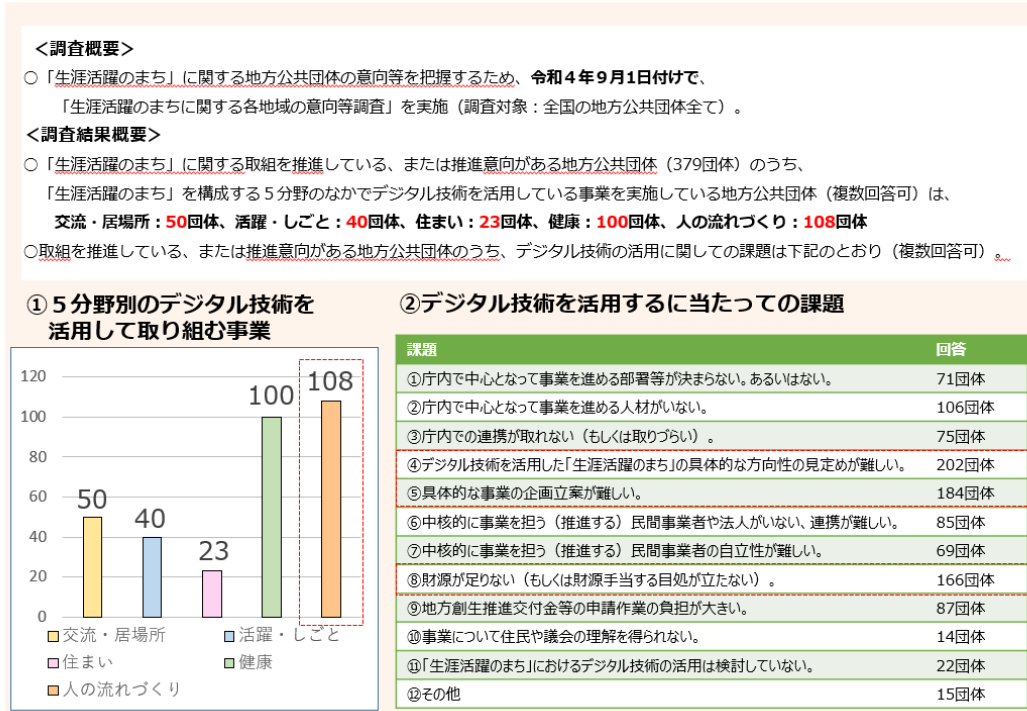 ＜調査概要＞
○「生涯活躍のまち」に関する地方公共団体の意向等を把握するため、令和４年９月１日付けで、
「生涯活躍のまちに関する各地域の意向等調査」を実施（調査対象：全国の地方公共団体全て）。
＜調査結果概要＞
○「生涯活躍のまち」に関する取組を推進している、または推進意向がある地方公共団体（379団体）のうち、
「生涯活躍のまち」を構成する５分野のなかでデジタル技術を活用している事業を実施している地方公共団体（複数回答可）は、
交流・居場所：50団体、活躍・しごと：40団体、住まい：23団体、健康：100団体、人の流れづくり：108団体
○取組を推進している、または推進意向がある地方公共団体のうち、デジタル技術の活用に関しての課題は下記のとおり（複数回答可）。
①５分野別のデジタル技術を
活用して取り組む事業
120
100
80
60
40
20
0
50
40
23
100
108
交流・居場所
活躍・しごと
住まい
健康
人の流れづくり
②デジタル技術を活用するに当たっての課題
課題 回答
①庁内で中心となって事業を進める部署等が決まらない。あるいはない。 71団体
②庁内で中心となって事業を進める人材がいない。 106団体
③庁内での連携が取れない（もしくは取りづらい）。 75団体
④デジタル技術を活用した「生涯活躍のまち」の具体的な方向性の見定めが難しい。 202団体
⑤具体的な事業の企画立案が難しい。 184団体
⑥中核的に事業を担う（推進する）民間事業者や法人がいない、連携が難しい。 85団体
⑦中核的に事業を担う（推進する）民間事業者の自立性が難しい。 69団体
⑧財源が足りない（もしくは財源手当する目処が立たない）。 166団体
⑨地方創生推進交付金等の申請作業の負担が大きい。 87団体
⑩事業について住民や議会の理解を得られない。 14団体
⑪「生涯活躍のまち」におけるデジタル技術の活用は検討していない。 22団体
⑫その他 15団体